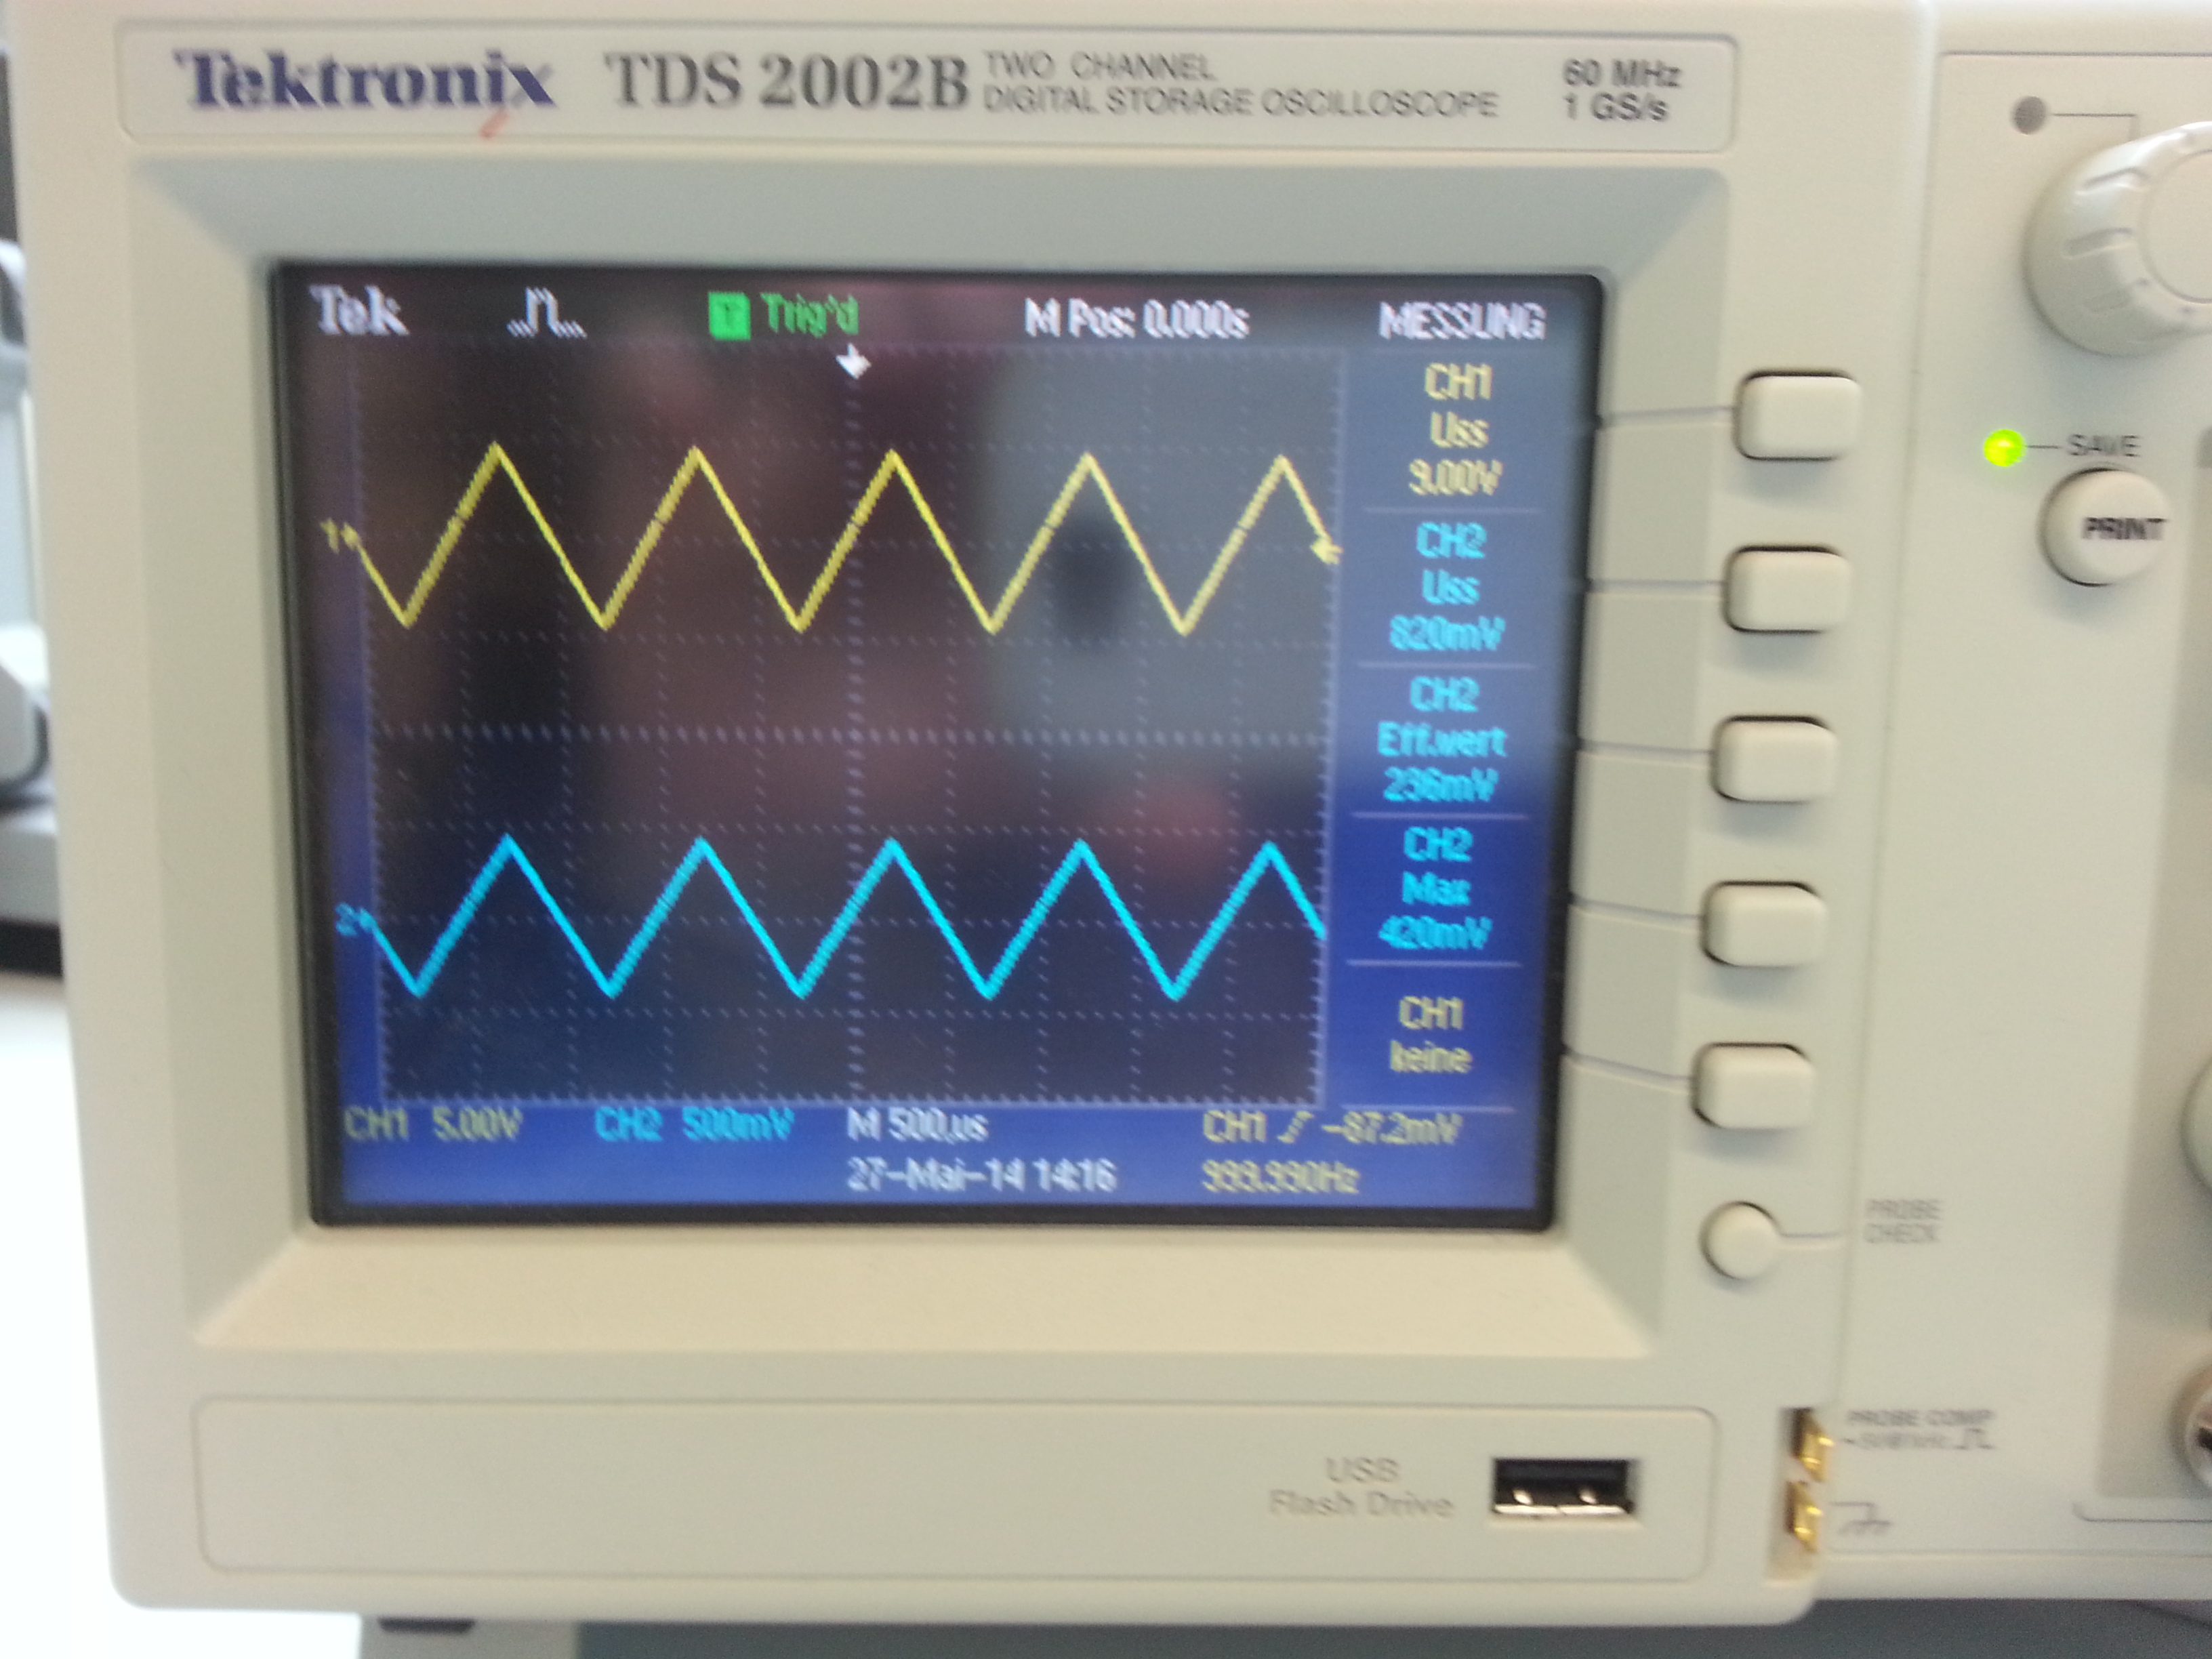 Tektronix TDS 2002B TWO CHANNEL DIGITAL STORAGE OSCILLOSCOPE 60 MHz 1 GS/s
Tek Trig'd M Pos: 0.000s MESSUNG
CH1
Uss
9.00V
CH2
Uss
820mV
CH2
Eff.wert
236mV
CH2
Max
420mV
CH1
keine
1
2
CH1 5.00V CH2 500mV M 500µs CH1 -87.2mV
27-Mai-14 14:16 999.990Hz
SAVE
PRINT
PROBE
CHECK
PROBE COMP
USB
Flash Drive